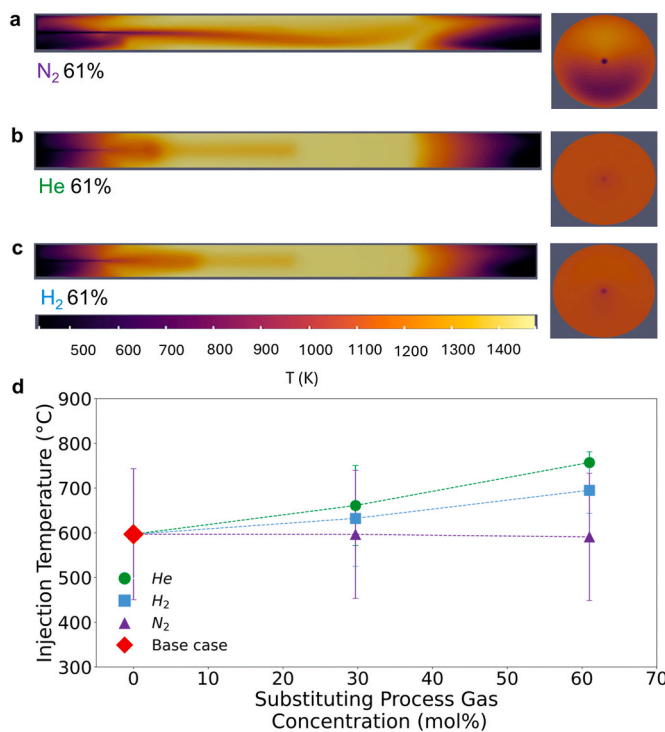 a
N₂ 61%
b
He 61%
c
H₂ 61%
500 600 700 800 900 1000 1100 1200 1300 1400
T (K)
d
Injection Temperature (°C)
900
800
700
600
500
400
300
He
H₂
N₂
Base case
0 10 20 30 40 50 60 70
Substituting Process Gas
Concentration (mol%)